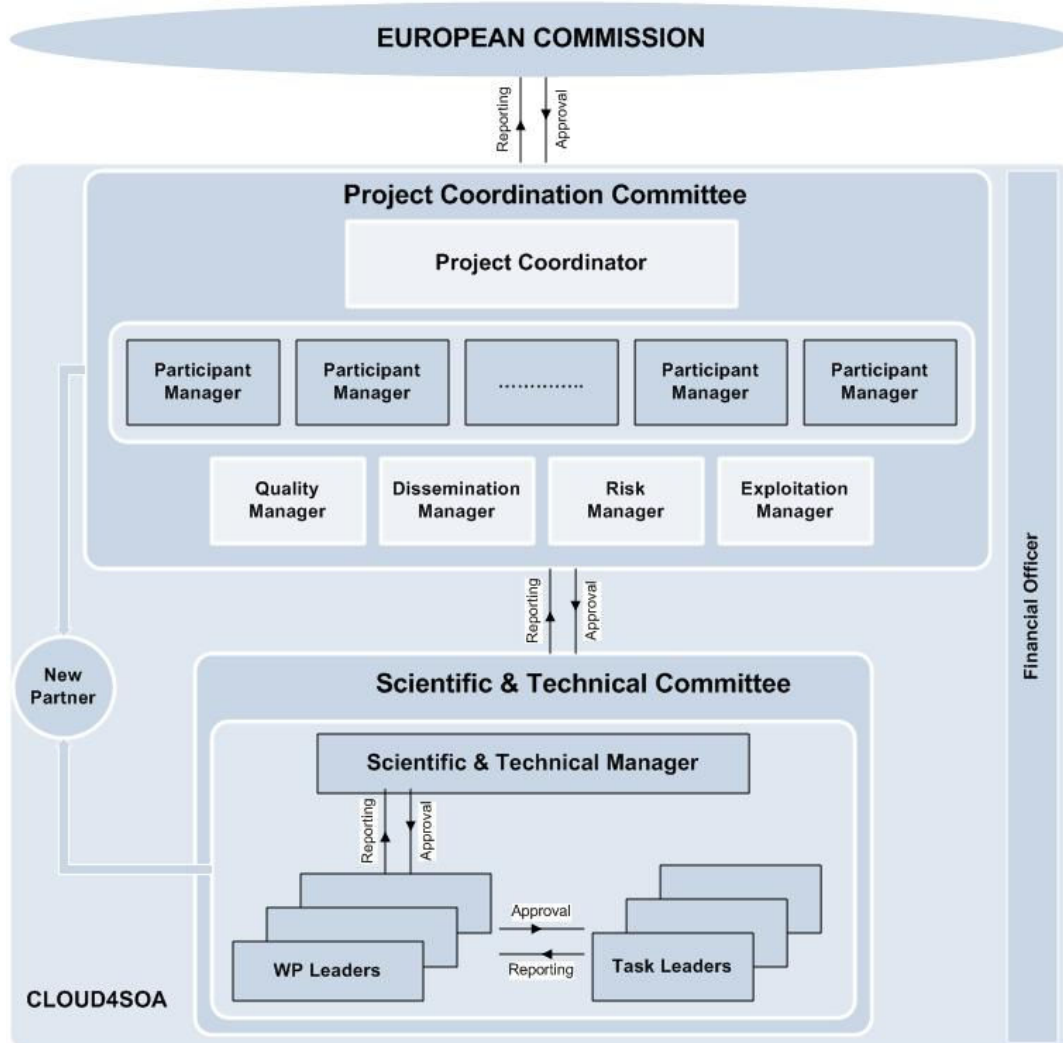 EUROPEAN COMMISSION
Reporting
Approval
Project Coordination Committee
Project Coordinator
Participant
Manager
Participant
Manager
..............
Participant
Manager
Participant
Manager
Quality
Manager
Dissemination
Manager
Risk
Manager
Exploitation
Manager
Financial Officer
Reporting
Approval
New
Partner
Scientific & Technical Committee
Scientific & Technical Manager
Reporting
Approval
Approval
Reporting
WP Leaders
Task Leaders
CLOUD4SOA